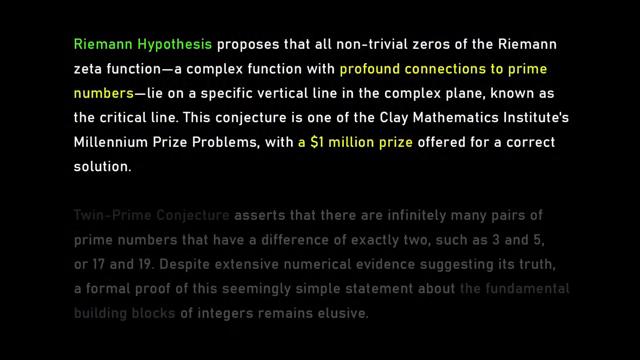 Riemann Hypothesis proposes that all non-trivial zeros of the Riemann
zeta function—a complex function with profound connections to prime
numbers—lie on a specific vertical line in the complex plane, known as
the critical line. This conjecture is one of the Clay Mathematics Institute's
Millennium Prize Problems, with a $1 million prize offered for a correct
solution.
Twin-Prime Conjecture asserts that there are infinitely many pairs of
prime numbers that have a difference of exactly two, such as 3 and 5,
or 17 and 19. Despite extensive numerical evidence suggesting its truth,
a formal proof of this seemingly simple statement about the fundamental
building blocks of integers remains elusive.